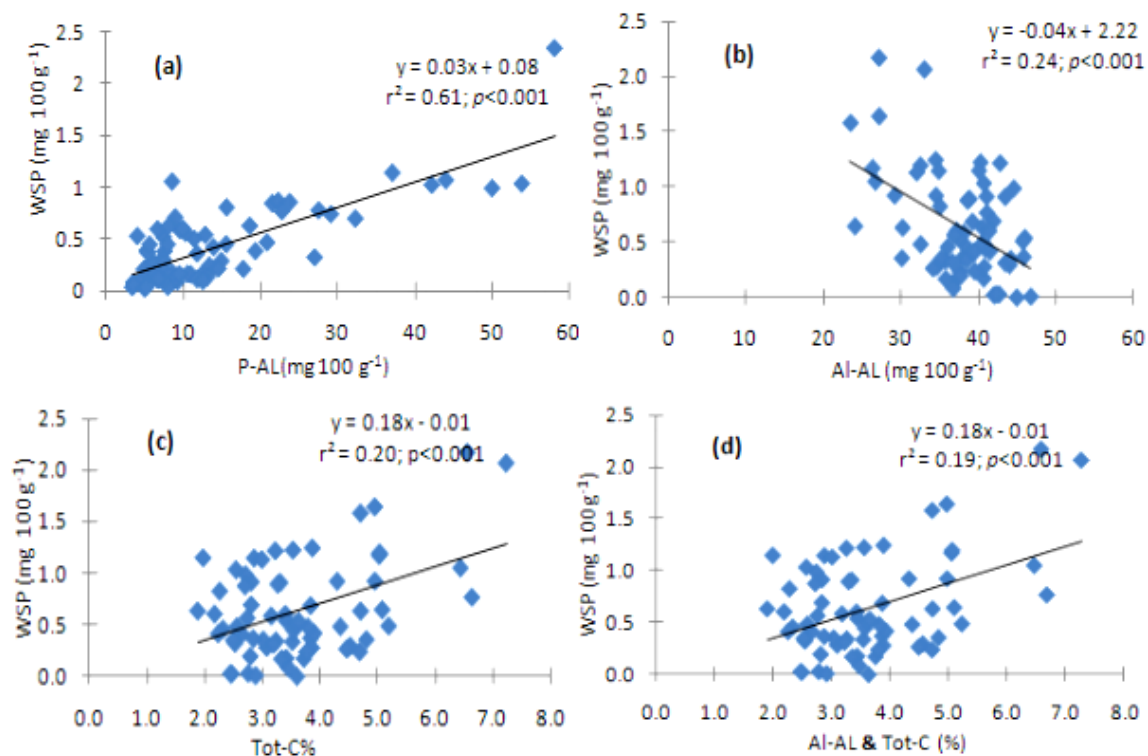 (a)
y = 0.03x + 0.08
r² = 0.61; p<0.001
WSP (mg 100 g⁻¹)
2.5
2
1.5
1
0.5
0
0 10 20 30 40 50 60
P-AL(mg 100 g⁻¹)
(b)
y = -0.04x + 2.22
r² = 0.24; p<0.001
WSP (mg 100 g⁻¹)
2.5
2.0
1.5
1.0
0.5
0.0
10 20 30 40 50 60
Al-AL (mg 100 g⁻¹)
(c)
y = 0.18x - 0.01
r² = 0.20; p<0.001
WSP (mg 100 g⁻¹)
2.5
2.0
1.5
1.0
0.5
0.0
0.0 1.0 2.0 3.0 4.0 5.0 6.0 7.0 8.0
Tot-C%
(d)
y = 0.18x - 0.01
r² = 0.19; p<0.001
WSP (mg 100 g⁻¹)
2.5
2.0
1.5
1.0
0.5
0.0
0.0 1.0 2.0 3.0 4.0 5.0 6.0 7.0 8.0
Al-AL & Tot-C (%)